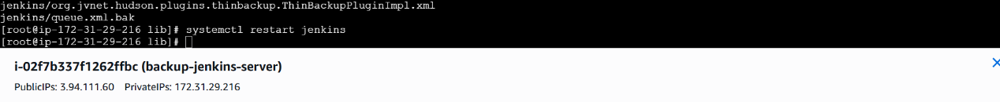 jenkins/org.jvnet.hudson.plugins.thinbackup.ThinBackupPluginImpl.xml
jenkins/queue.xml.bak
[root@ip-172-31-29-216 lib]# systemctl restart jenkins
[root@ip-172-31-29-216 lib]#
i-02f7b337f1262ffbc (backup-jenkins-server)
PublicIPs: 3.94.111.60 PrivateIPs: 172.31.29.216